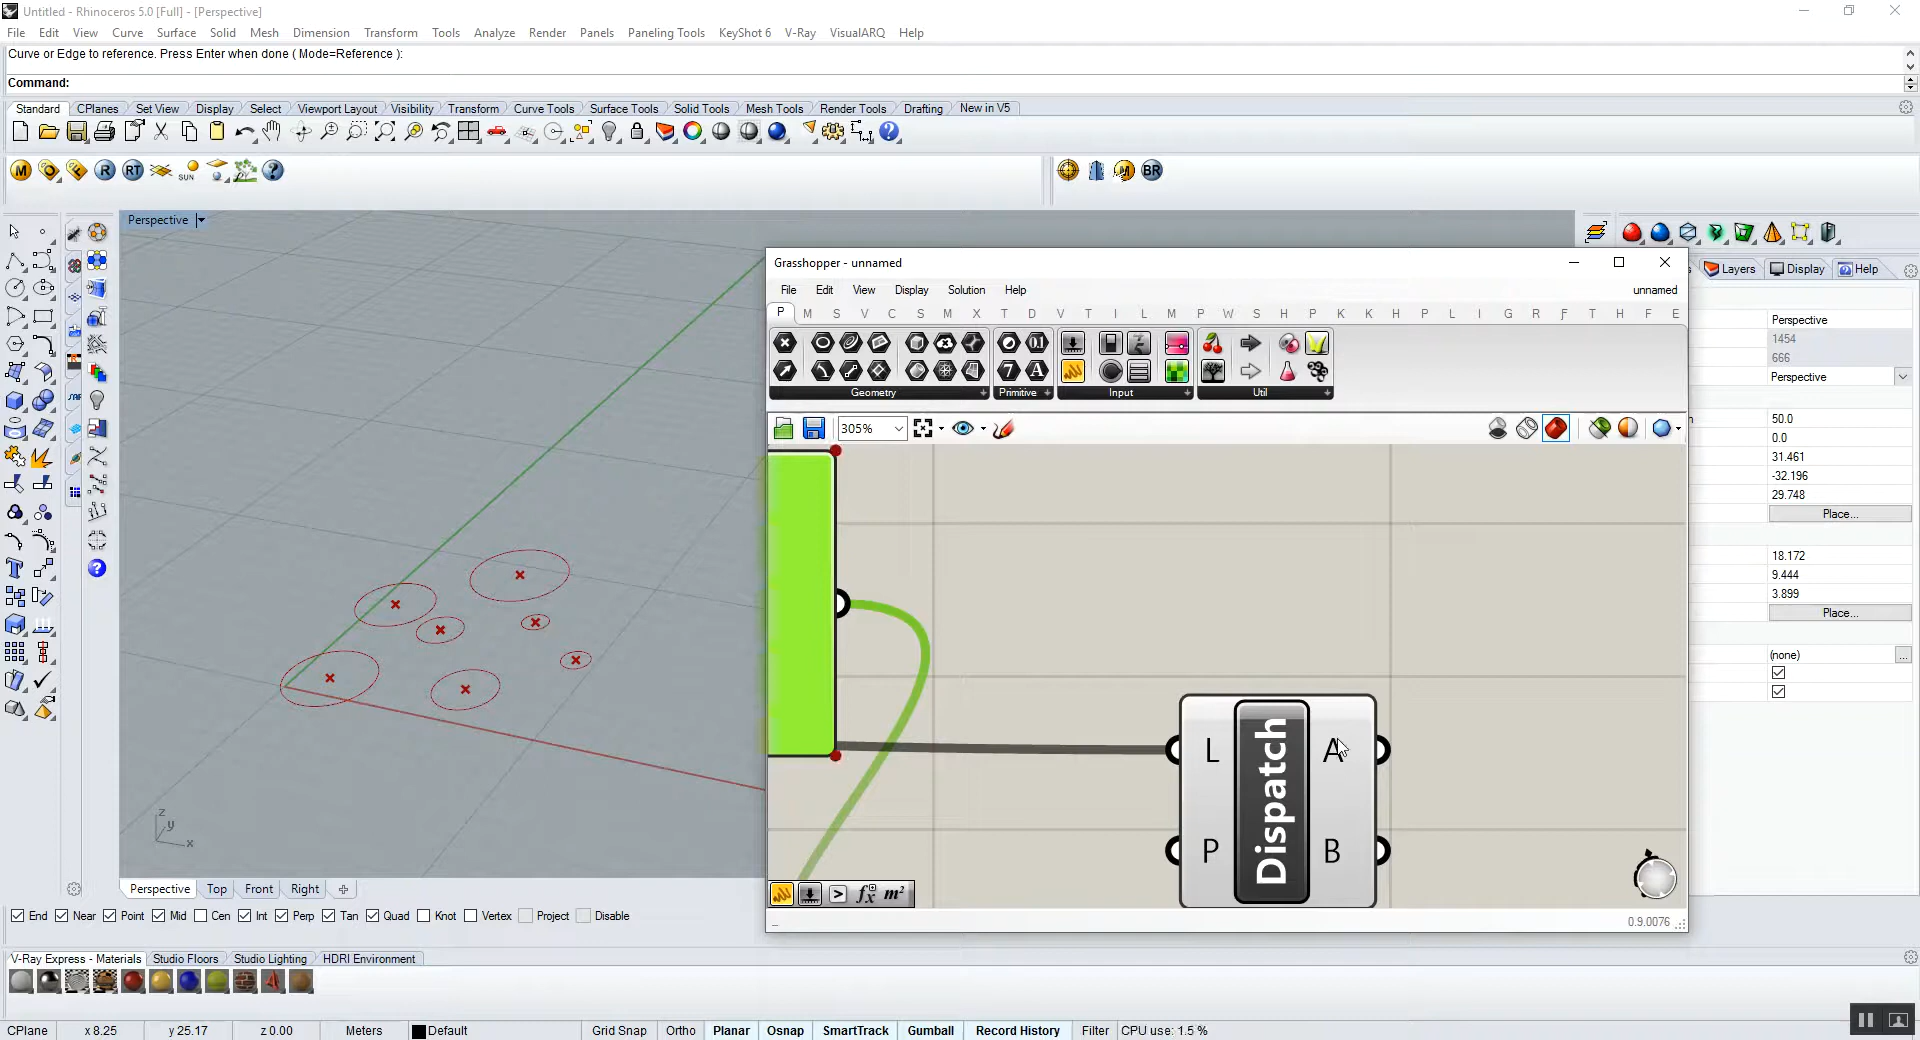 Untitled - Rhinoceros 5.0 [Full] - [Perspective]
File Edit View Curve Surface Solid Mesh Dimension Transform Tools Analyze Render Panels Paneling Tools KeyShot 6 V-Ray VisualARQ Help
Curve or Edge to reference. Press Enter when done ( Mode=Reference ):
Command:
Standard CPlanes Set View Display Select Viewport Layout Visibility Transform Curve Tools Surface Tools Solid Tools Mesh Tools Render Tools Drafting New in V5
M R RT SUN ? M BR
Perspective
Layers Display Help
Grasshopper - unnamed
File Edit View Display Solution Help unnamed
P M S V C S M X T D V T I L M P W S H P K K H P L I G R F T H F E
Geometry Primitive Input Util
305%
Perspective
1454
666
Perspective
50.0
0.0
31.461
-32.196
29.748
Place...
18.172
9.444
3.899
Place...
(none) ...
L Dispatch A
P B
z
y
x
0.9.0076
Perspective Top Front Right
End Near Point Mid Cen Int Perp Tan Quad Knot Vertex Project Disable
V-Ray Express - Materials Studio Floors Studio Lighting HDRI Environment
CPlane x 8.25 y 25.17 z 0.00 Meters Default Grid Snap Ortho Planar Osnap SmartTrack Gumball Record History Filter CPU use: 1.5 %